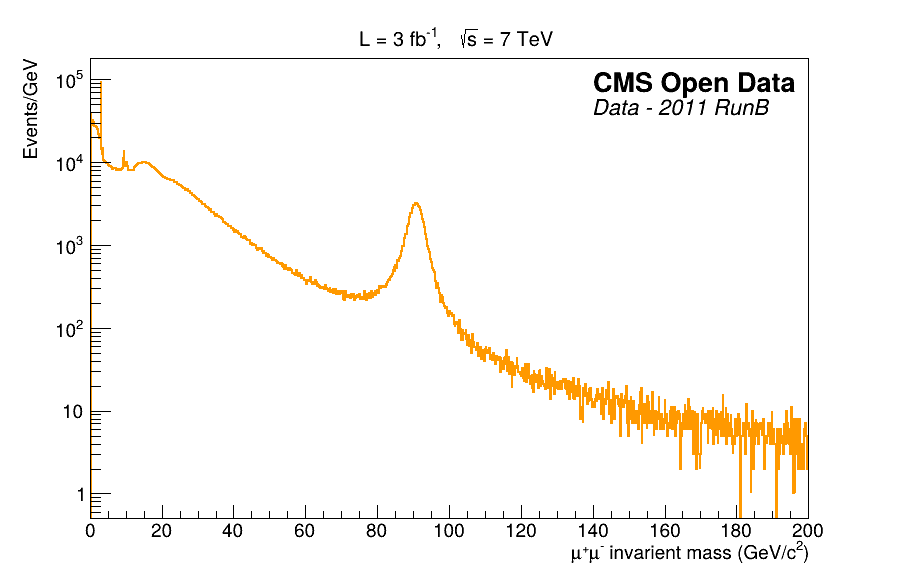 L = 3 fb⁻¹, √s = 7 TeV
Events/GeV
CMS Open Data
Data - 2011 RunB
10⁵
10⁴
10³
10²
10
1
0 20 40 60 80 100 120 140 160 180 200
μ⁺μ⁻ invarient mass (GeV/c²)